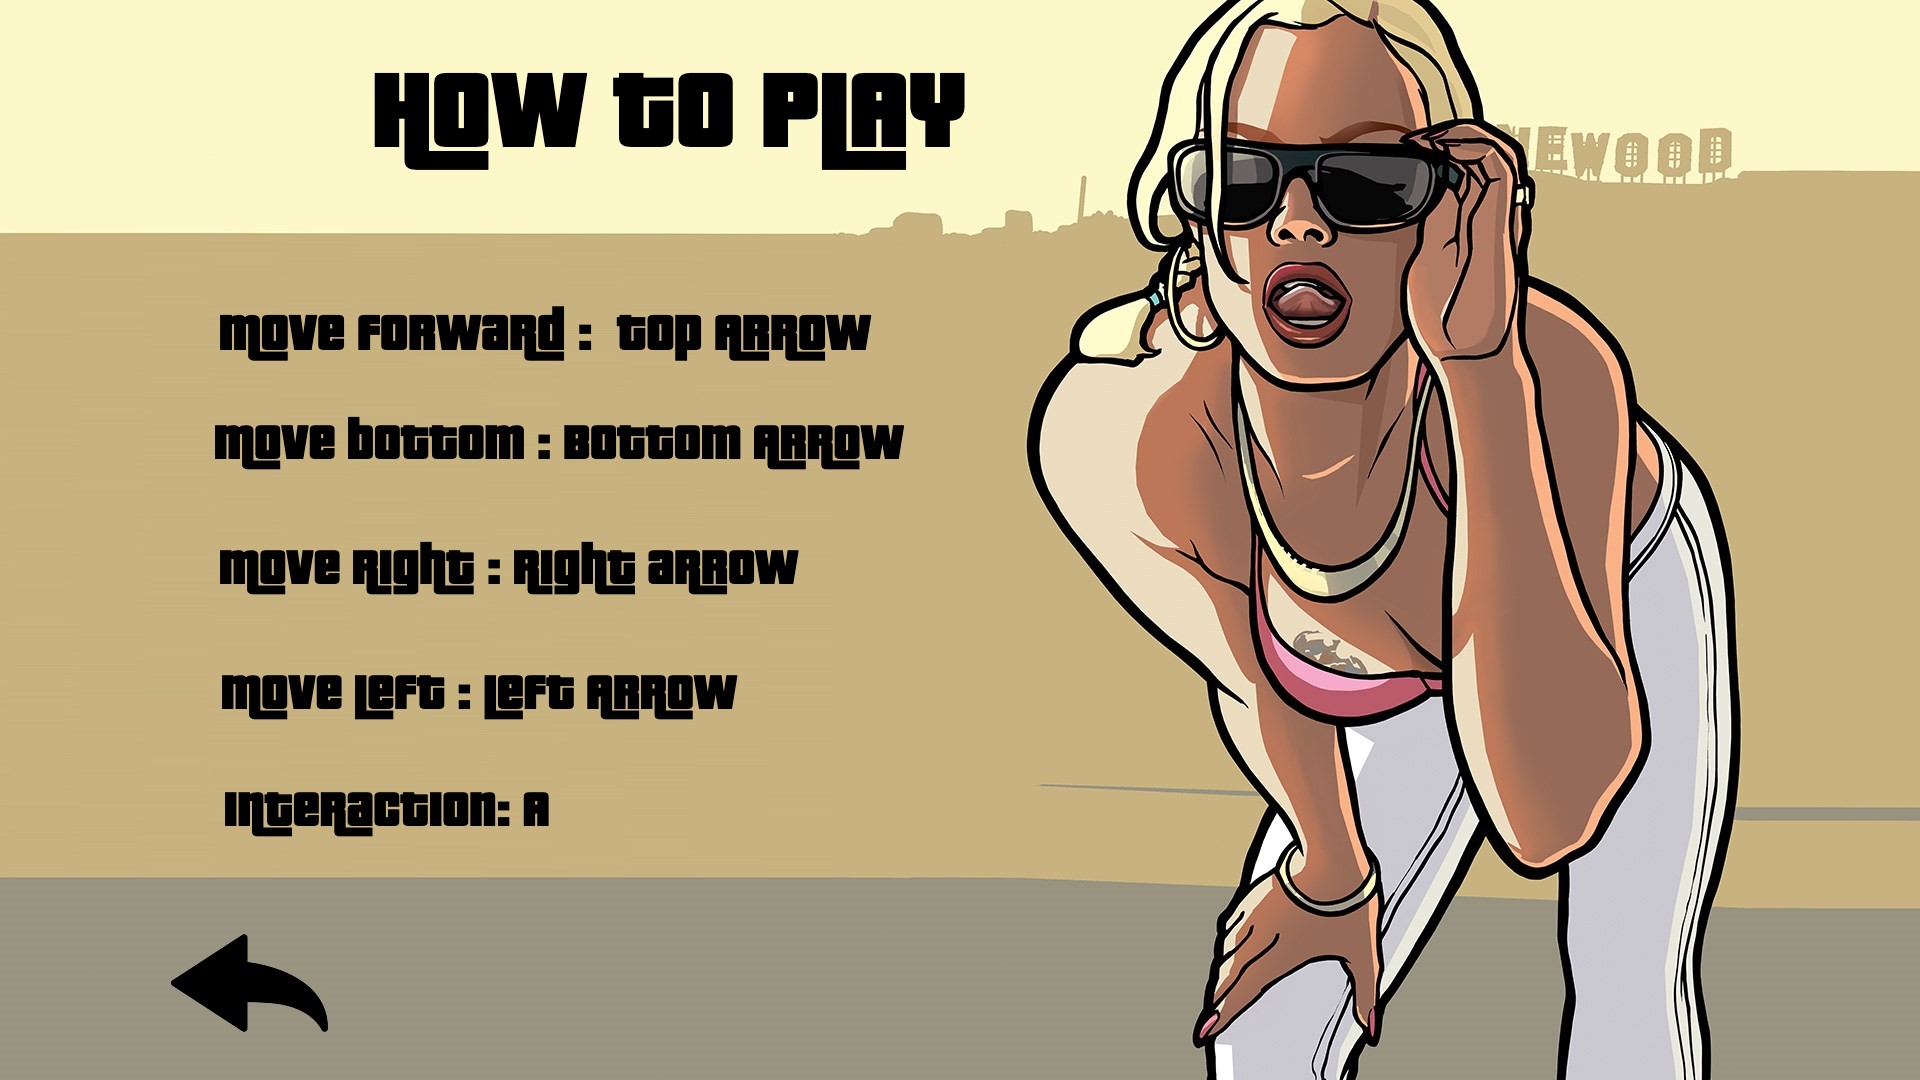 How to Play
NEWOOD
move forward : top Arrow
move bottom : Bottom Arrow
move Right : Right arrow
move Left : Left Arrow
Interaction: A